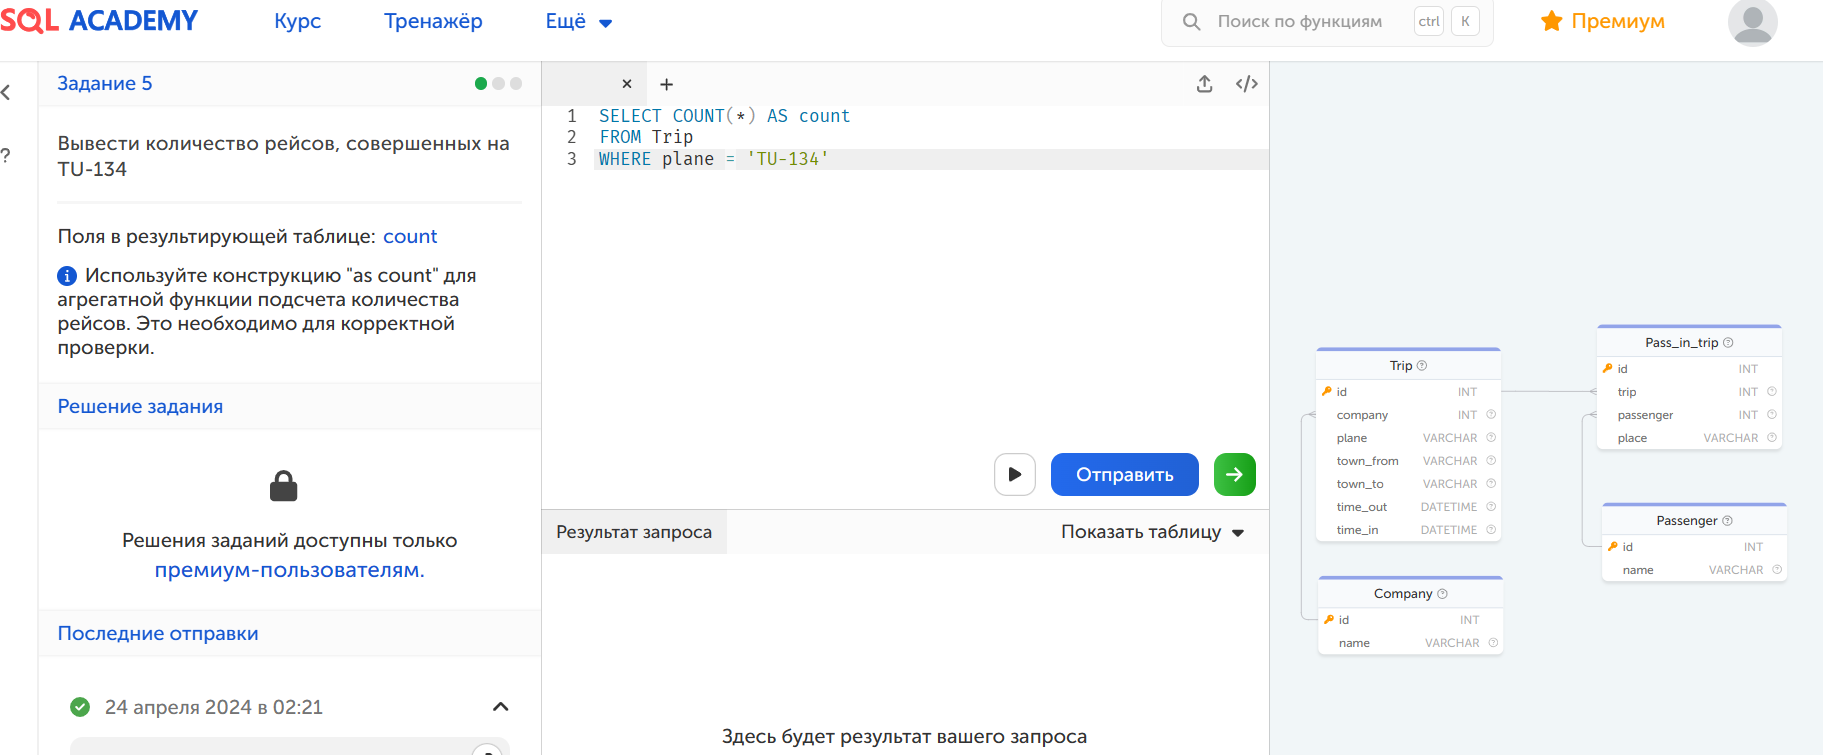 SQL ACADEMY
Курс
Тренажёр
Ещё
Поиск по функциям
ctrl
K
Премиум
Задание 5
Вывести количество рейсов, совершенных на
TU-134
Поля в результирующей таблице: count
Используйте конструкцию "as count" для
агрегатной функции подсчета количества
рейсов. Это необходимо для корректной
проверки.
Решение задания
Решения заданий доступны только
премиум-пользователям.
Последние отправки
24 апреля 2024 в 02:21
1 SELECT COUNT(*) AS count
2 FROM Trip
3 WHERE plane = 'TU-134'
Отправить
Результат запроса
Показать таблицу
Здесь будет результат вашего запроса
Trip
id INT
company INT
plane VARCHAR
town_from VARCHAR
town_to VARCHAR
time_out DATETIME
time_in DATETIME
Company
id INT
name VARCHAR
Pass_in_trip
id INT
trip INT
passenger INT
place VARCHAR
Passenger
id INT
name VARCHAR